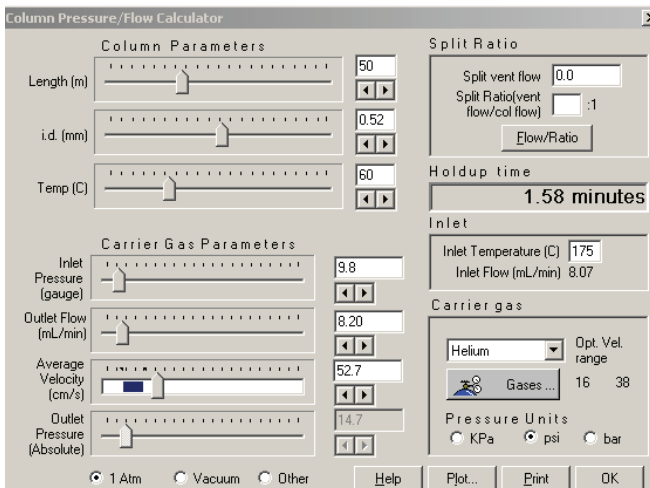 Column Pressure/Flow Calculator
Column Parameters
Length (m)
50
i.d. (mm)
0.52
Temp (C)
60
Carrier Gas Parameters
Inlet
Pressure
(gauge)
9.8
Outlet Flow
(mL/min)
8.20
Average
Velocity
(cm/s)
52.7
Outlet
Pressure
(Absolute)
14.7
1 Atm
Vacuum
Other
Split Ratio
Split vent flow
0.0
Split Ratio(vent
flow/col flow)
:1
Flow/Ratio
Holdup time
1.58 minutes
Inlet
Inlet Temperature (C) 175
Inlet Flow (mL/min) 8.07
Carrier gas
Helium
Opt. Vel.
range
Gases ...
16 38
Pressure Units
KPa psi bar
Help
Plot...
Print
OK